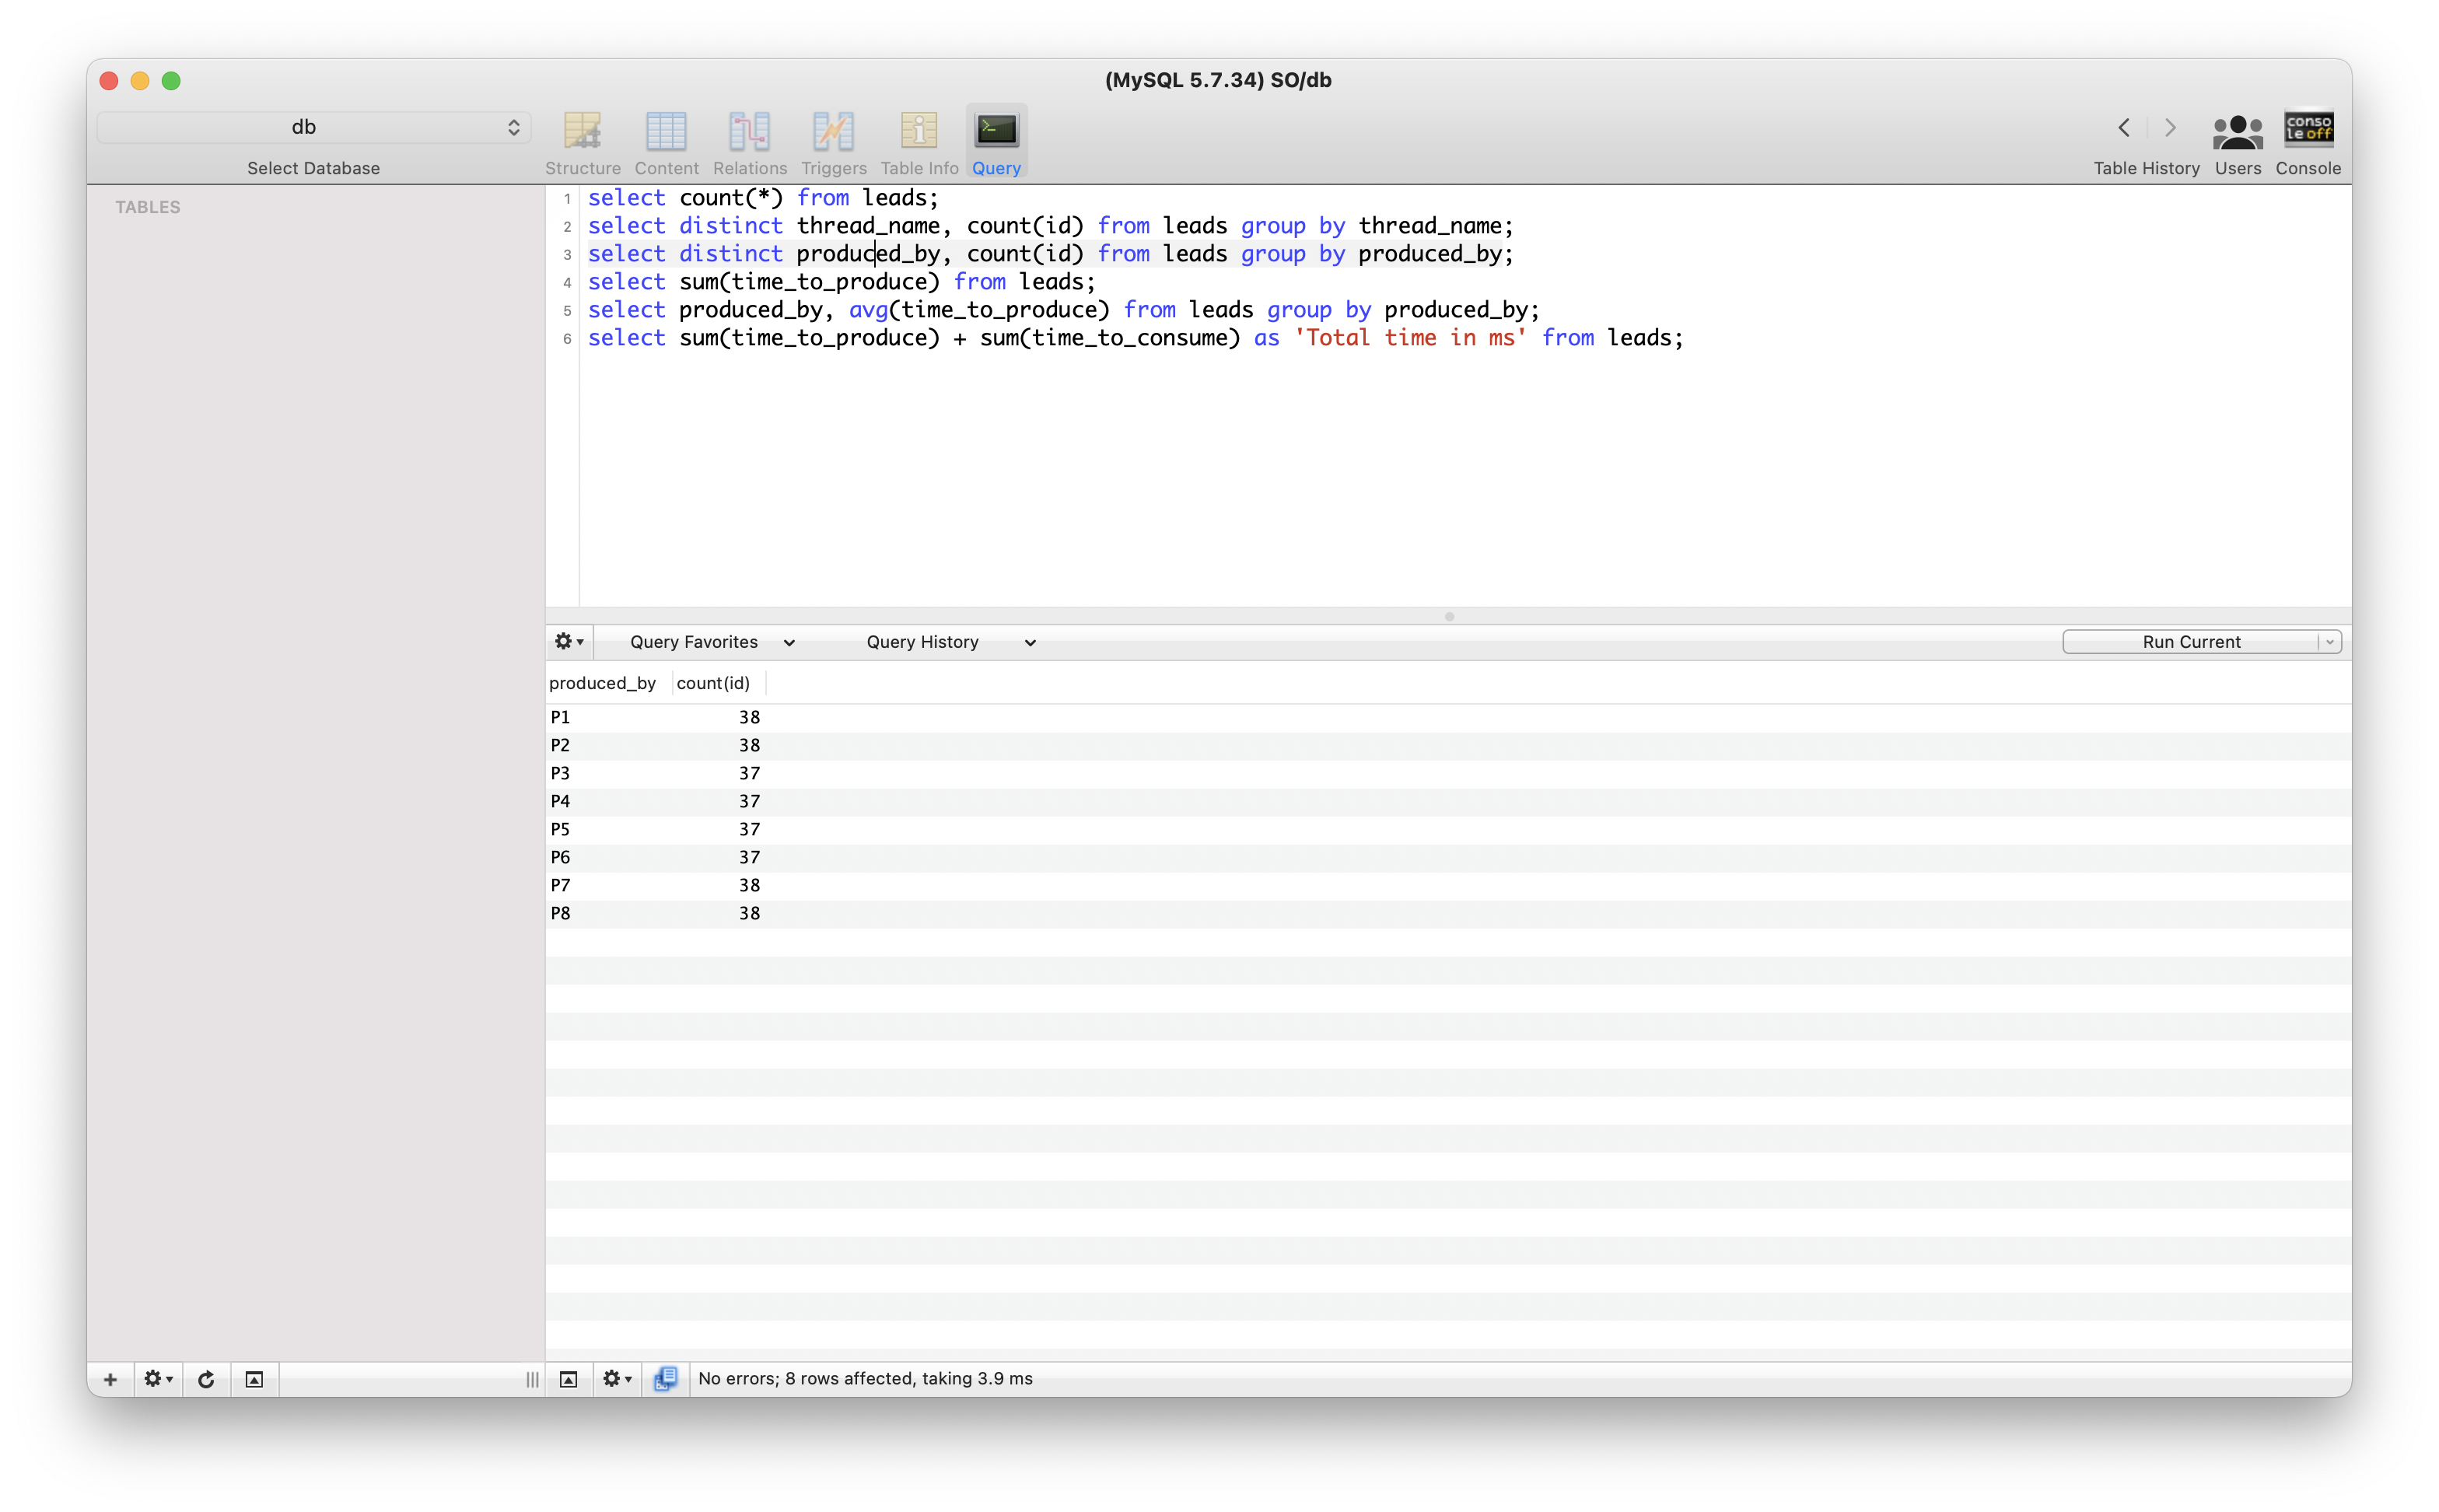 (MySQL 5.7.34) SO/db
db
Select Database
Structure Content Relations Triggers Table Info Query
Table History Users Console
conso
le off
TABLES
1 select count(*) from leads;
2 select distinct thread_name, count(id) from leads group by thread_name;
3 select distinct produced_by, count(id) from leads group by produced_by;
4 select sum(time_to_produce) from leads;
5 select produced_by, avg(time_to_produce) from leads group by produced_by;
6 select sum(time_to_produce) + sum(time_to_consume) as 'Total time in ms' from leads;
Query Favorites Query History Run Current
produced_by count(id)
P1 38
P2 38
P3 37
P4 37
P5 37
P6 37
P7 38
P8 38
No errors; 8 rows affected, taking 3.9 ms